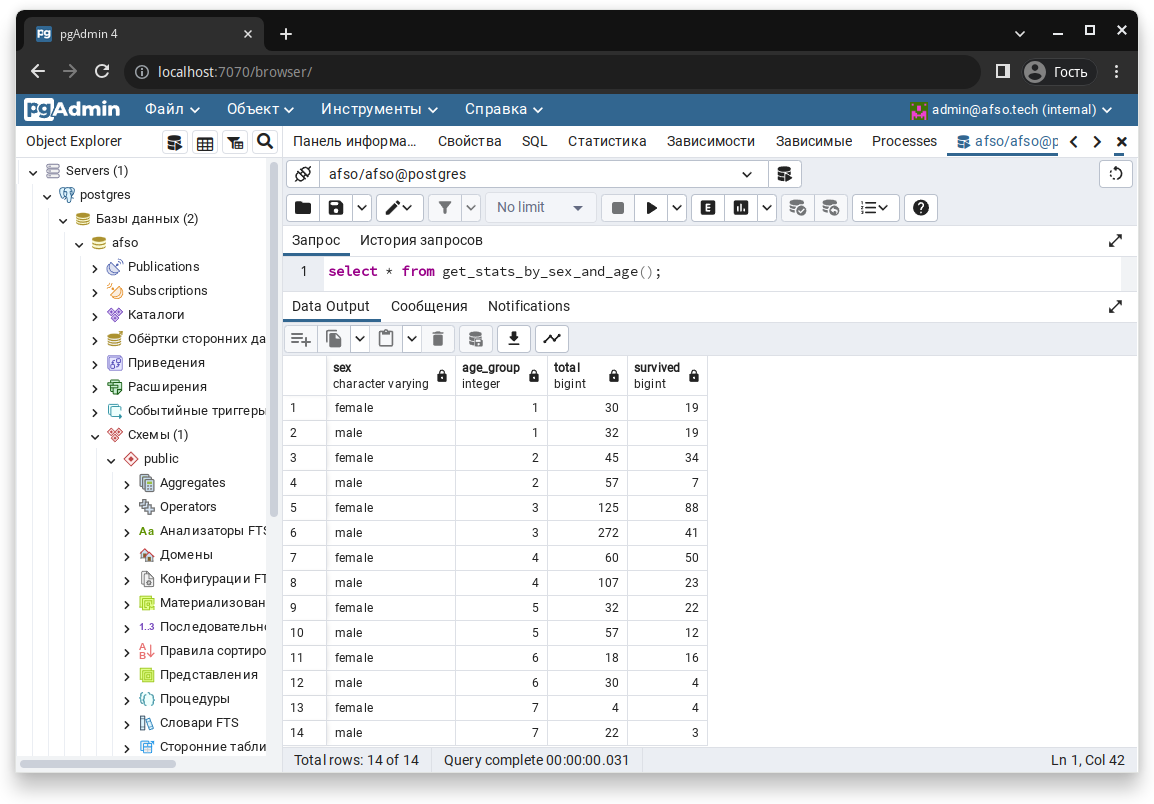 pgAdmin 4
localhost:7070/browser/
Гость
pgAdmin Файл Объект Инструменты Справка admin@afso.tech (internal)
Object Explorer
Панель информа... Свойства SQL Статистика Зависимости Зависимые Processes afso/afso@p
Servers (1)
postgres
Базы данных (2)
afso
Publications
Subscriptions
Каталоги
Обёртки сторонних да
Приведения
Расширения
Событийные триггеры
Схемы (1)
public
Aggregates
Operators
Анализаторы FTS
Домены
Конфигурации FT
Материализован
1..3 Последовательно
Правила сортиро
Представления
Процедуры
Словари FTS
Сторонние табли
afso/afso@postgres
No limit
Запрос История запросов
1 select * from get_stats_by_sex_and_age();
Data Output Сообщения Notifications
sex age_group total survived
character varying integer bigint bigint
1 female 1 30 19
2 male 1 32 19
3 female 2 45 34
4 male 2 57 7
5 female 3 125 88
6 male 3 272 41
7 female 4 60 50
8 male 4 107 23
9 female 5 32 22
10 male 5 57 12
11 female 6 18 16
12 male 6 30 4
13 female 7 4 4
14 male 7 22 3
Total rows: 14 of 14 Query complete 00:00:00.031 Ln 1, Col 42